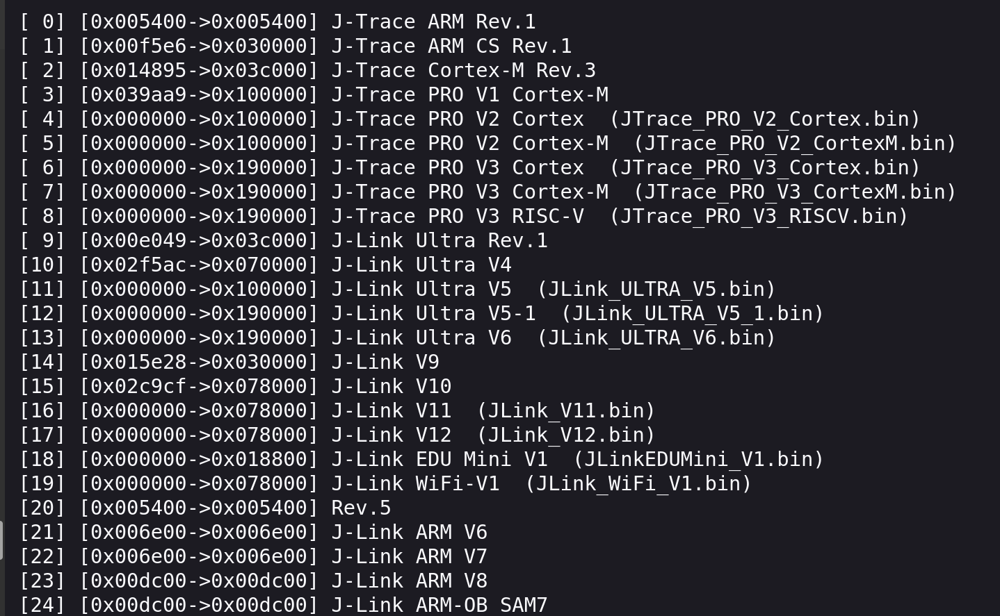 [ 0] [0x005400->0x005400] J-Trace ARM Rev.1
[ 1] [0x00f5e6->0x030000] J-Trace ARM CS Rev.1
[ 2] [0x014895->0x03c000] J-Trace Cortex-M Rev.3
[ 3] [0x039aa9->0x100000] J-Trace PRO V1 Cortex-M
[ 4] [0x000000->0x100000] J-Trace PRO V2 Cortex  (JTrace_PRO_V2_Cortex.bin)
[ 5] [0x000000->0x100000] J-Trace PRO V2 Cortex-M  (JTrace_PRO_V2_CortexM.bin)
[ 6] [0x000000->0x190000] J-Trace PRO V3 Cortex  (JTrace_PRO_V3_Cortex.bin)
[ 7] [0x000000->0x190000] J-Trace PRO V3 Cortex-M  (JTrace_PRO_V3_CortexM.bin)
[ 8] [0x000000->0x190000] J-Trace PRO V3 RISC-V  (JTrace_PRO_V3_RISCV.bin)
[ 9] [0x00e049->0x03c000] J-Link Ultra Rev.1
[10] [0x02f5ac->0x070000] J-Link Ultra V4
[11] [0x000000->0x100000] J-Link Ultra V5  (JLink_ULTRA_V5.bin)
[12] [0x000000->0x190000] J-Link Ultra V5-1  (JLink_ULTRA_V5_1.bin)
[13] [0x000000->0x190000] J-Link Ultra V6  (JLink_ULTRA_V6.bin)
[14] [0x015e28->0x030000] J-Link V9
[15] [0x02c9cf->0x078000] J-Link V10
[16] [0x000000->0x078000] J-Link V11  (JLink_V11.bin)
[17] [0x000000->0x078000] J-Link V12  (JLink_V12.bin)
[18] [0x000000->0x018800] J-Link EDU Mini V1  (JLinkEDUMini_V1.bin)
[19] [0x000000->0x078000] J-Link WiFi-V1  (JLink_WiFi_V1.bin)
[20] [0x005400->0x005400] Rev.5
[21] [0x006e00->0x006e00] J-Link ARM V6
[22] [0x006e00->0x006e00] J-Link ARM V7
[23] [0x00dc00->0x00dc00] J-Link ARM V8
[24] [0x00dc00->0x00dc00] J-Link ARM-OB SAM7